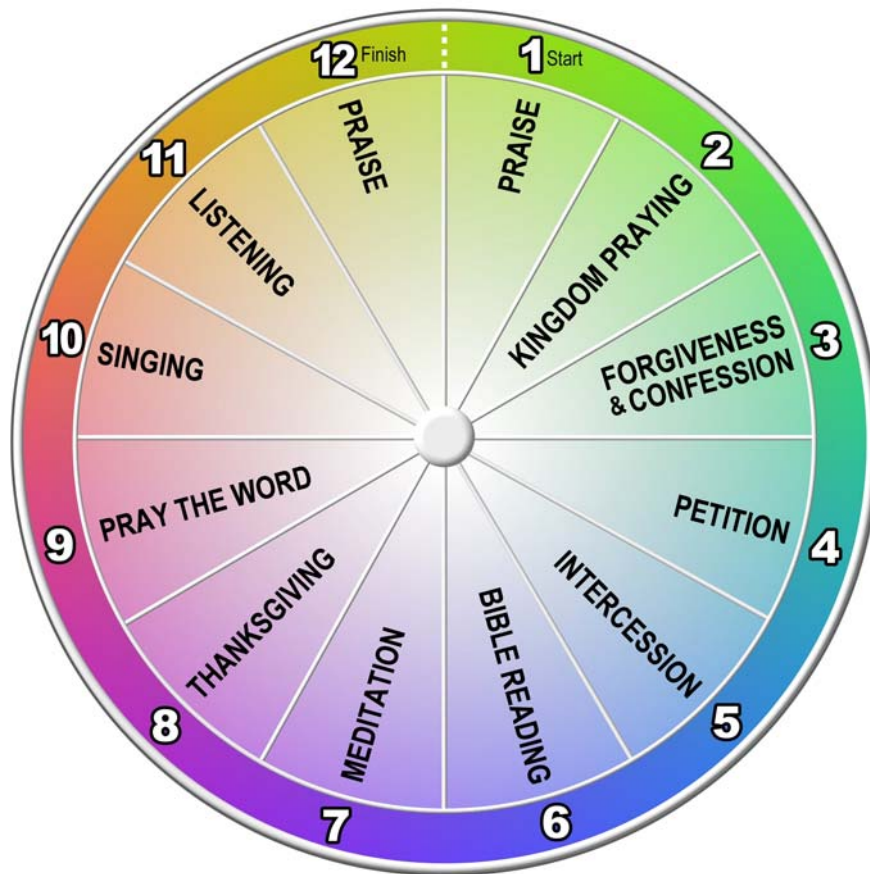 1 Start
PRAISE
2
KINGDOM PRAYING
3
FORGIVENESS
& CONFESSION
4
PETITION
5
INTERCESSION
6
BIBLE READING
7
MEDITATION
8
THANKSGIVING
9
PRAY THE WORD
10
SINGING
11
LISTENING
12 Finish
PRAISE